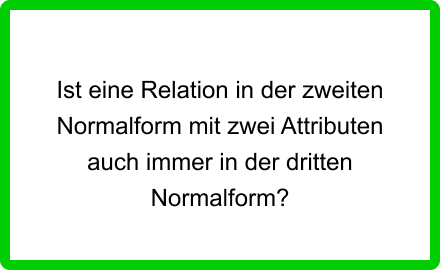 Ist eine Relation in der zweiten
Normalform mit zwei Attributen
auch immer in der dritten
Normalform?